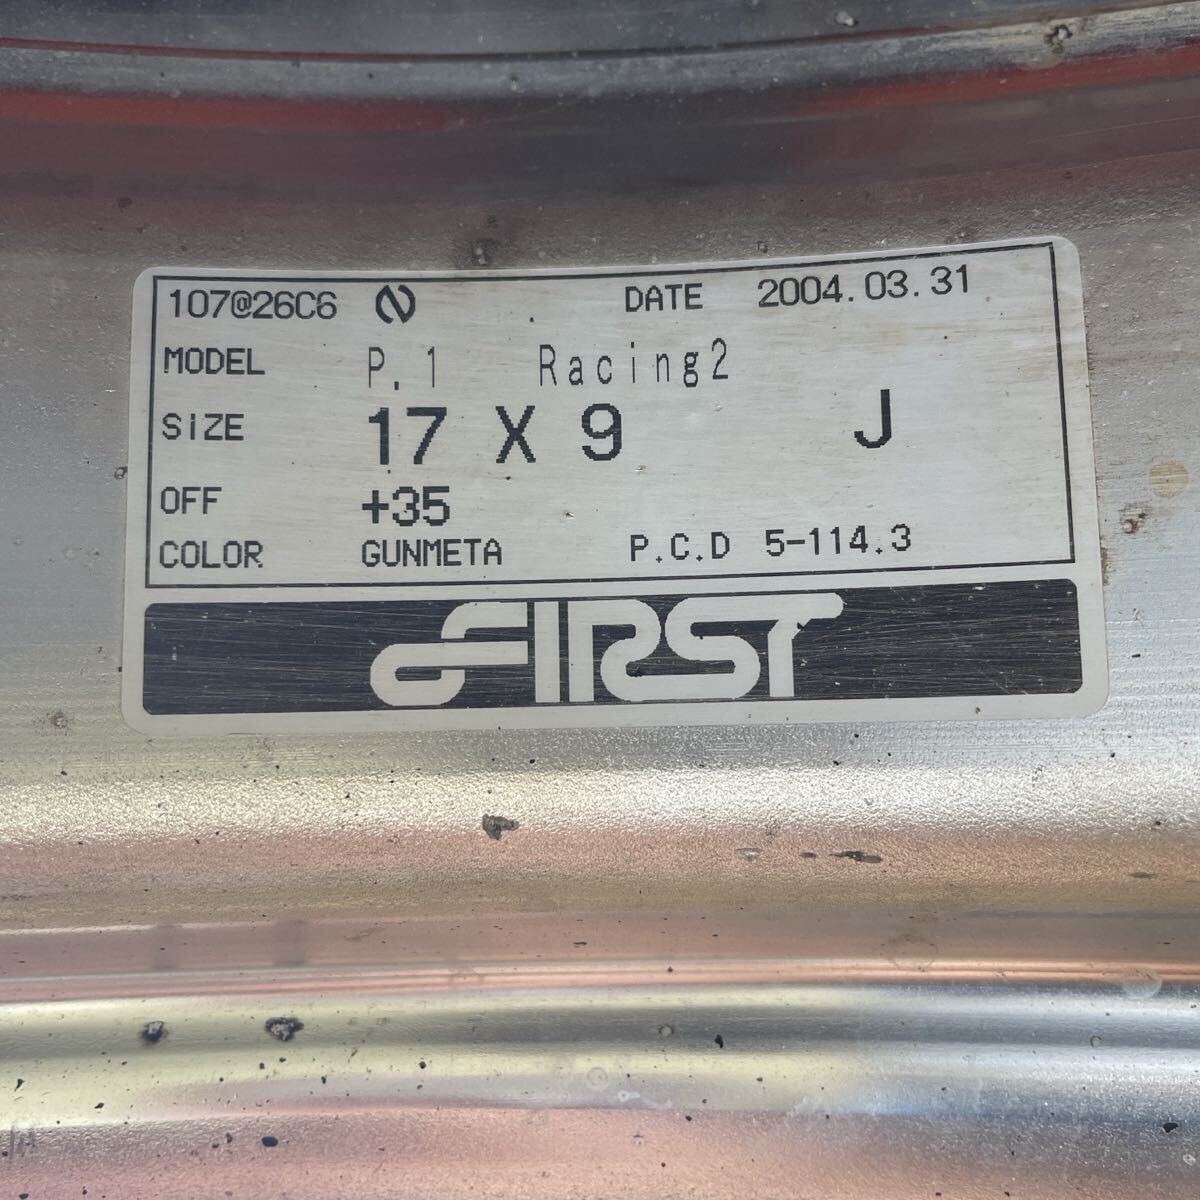 107@26C6 DATE 2004.03.31
MODEL P.1 Racing2
SIZE 17 X 9 J
OFF +35
COLOR GUNMETA P.C.D 5-114.3
FIRST